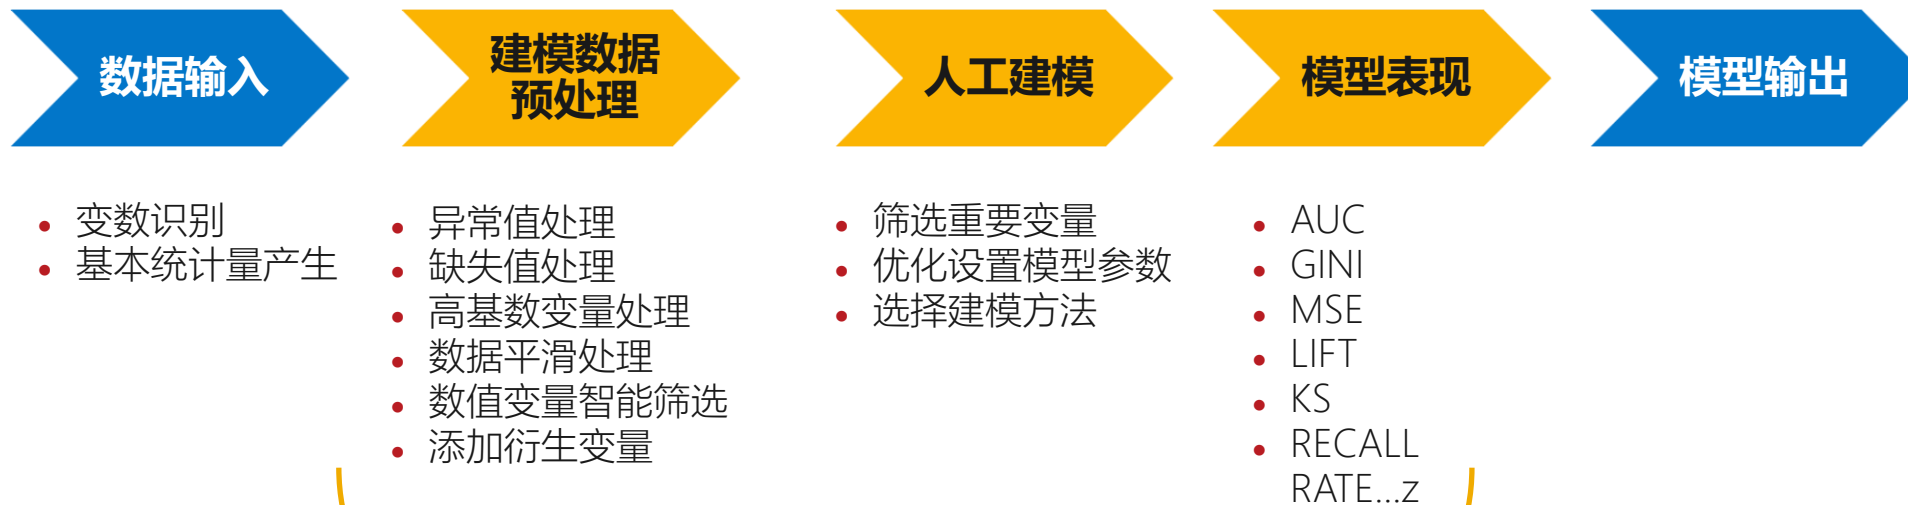 数据输入
建模数据
预处理
人工建模
模型表现
模型输出
变数识别
基本统计量产生
异常值处理
缺失值处理
高基数变量处理
数据平滑处理
数值变量智能筛选
添加衍生变量
筛选重要变量
优化设置模型参数
选择建模方法
AUC
GINI
MSE
LIFT
KS
RECALL
RATE...z